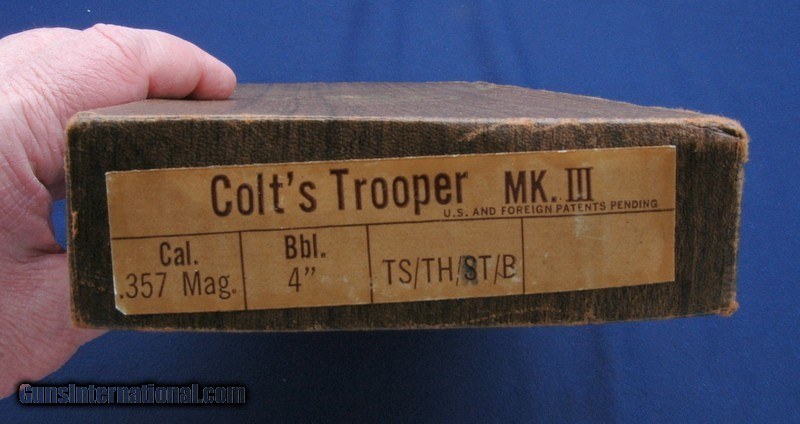 Colt's Trooper MK. III
U.S. AND FOREIGN PATENTS PENDING
Cal. Bbl.
.357 Mag. 4" TS/TH/ST/B
GunsInternational.com